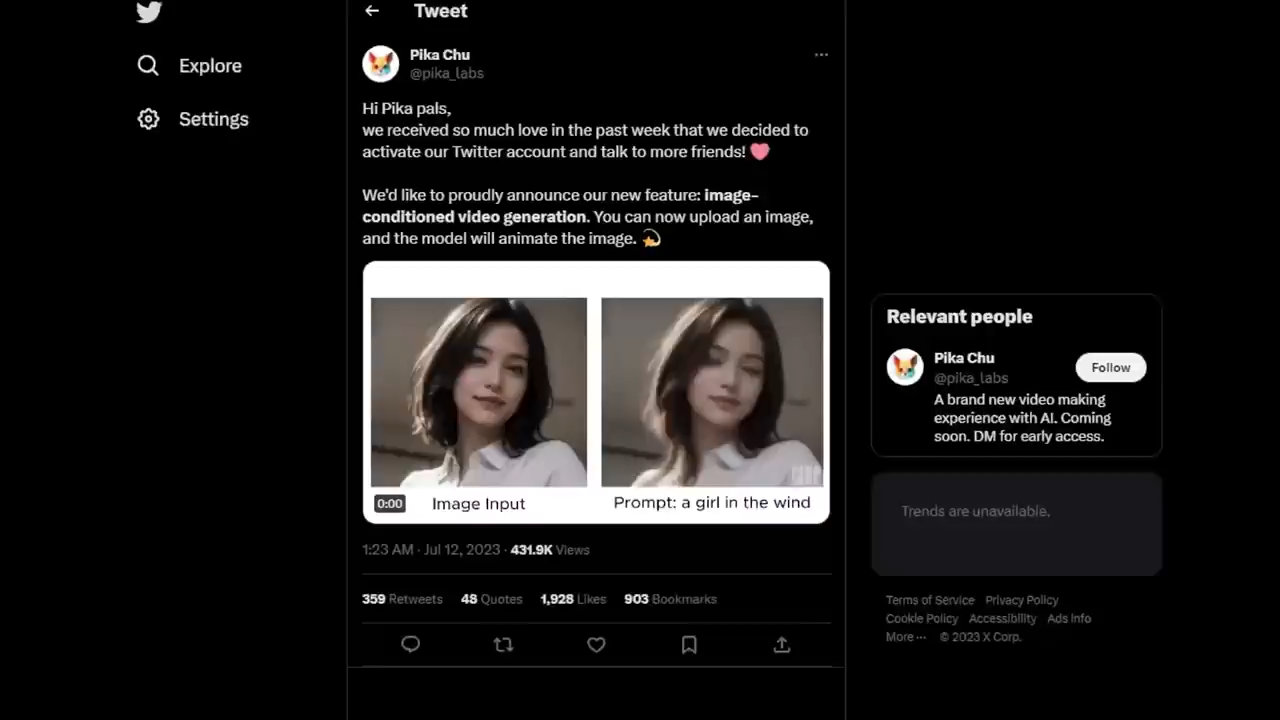 Tweet
Explore
Settings
Pika Chu
@pika_labs
Hi Pika pals,
we received so much love in the past week that we decided to
activate our Twitter account and talk to more friends! 🩷
We'd like to proudly announce our new feature: image-
conditioned video generation. You can now upload an image,
and the model will animate the image. 💫
0:00
Image Input
Prompt: a girl in the wind
1:23 AM · Jul 12, 2023 · 431.9K Views
359 Retweets 48 Quotes 1,928 Likes 903 Bookmarks
Relevant people
Pika Chu
@pika_labs
Follow
A brand new video making
experience with AI. Coming
soon. DM for early access.
Trends are unavailable.
Terms of Service Privacy Policy
Cookie Policy Accessibility Ads info
More ··· © 2023 X Corp.